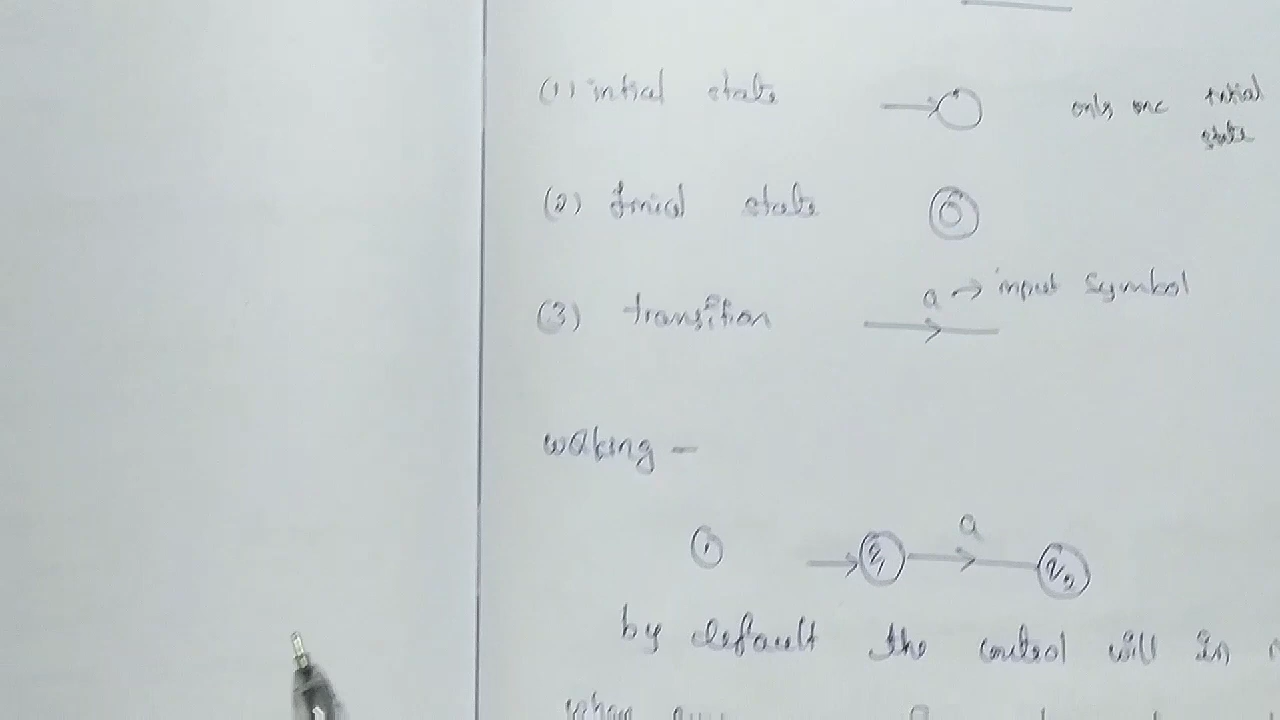 (1) intial state only one initial
state
(2) final state
(3) transition a → input symbol
working –
① q1 a q2
by default the control will in
when